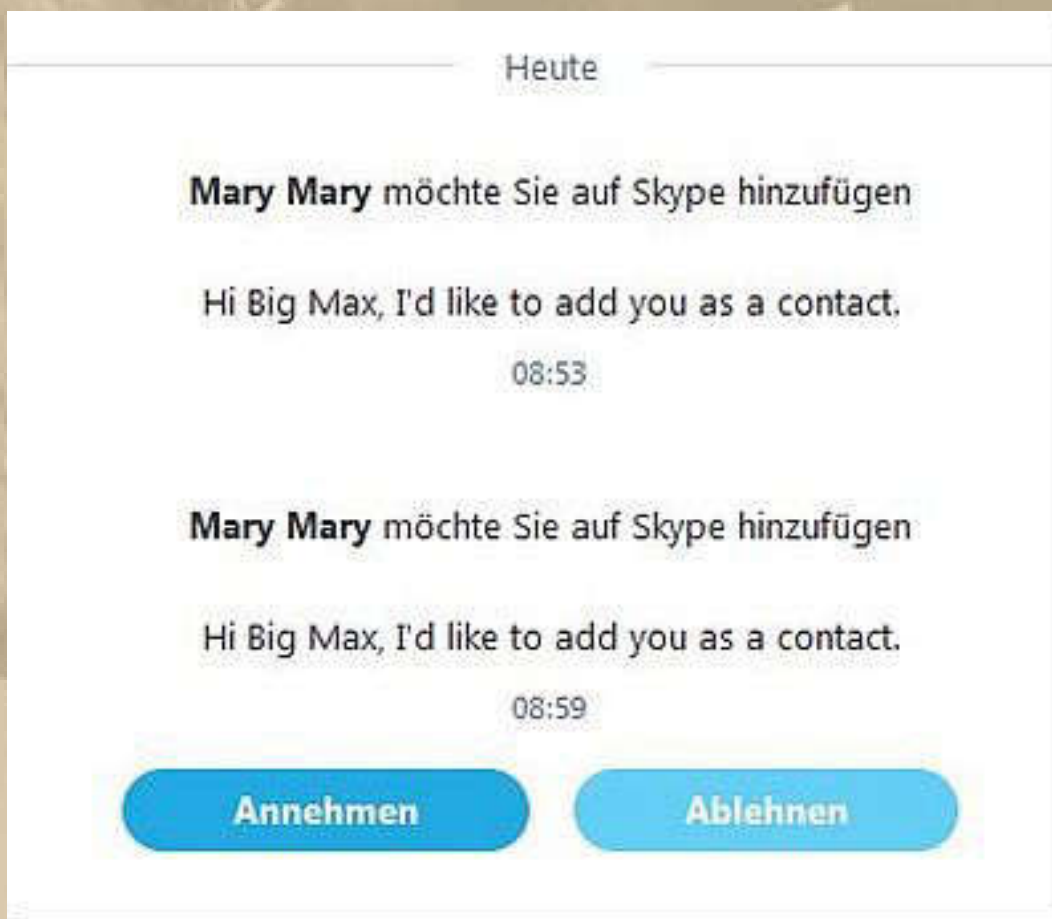 Heute
Mary Mary möchte Sie auf Skype hinzufügen
Hi Big Max, I'd like to add you as a contact.
08:53
Mary Mary möchte Sie auf Skype hinzufügen
Hi Big Max, I'd like to add you as a contact.
08:59
Annehmen Ablehnen